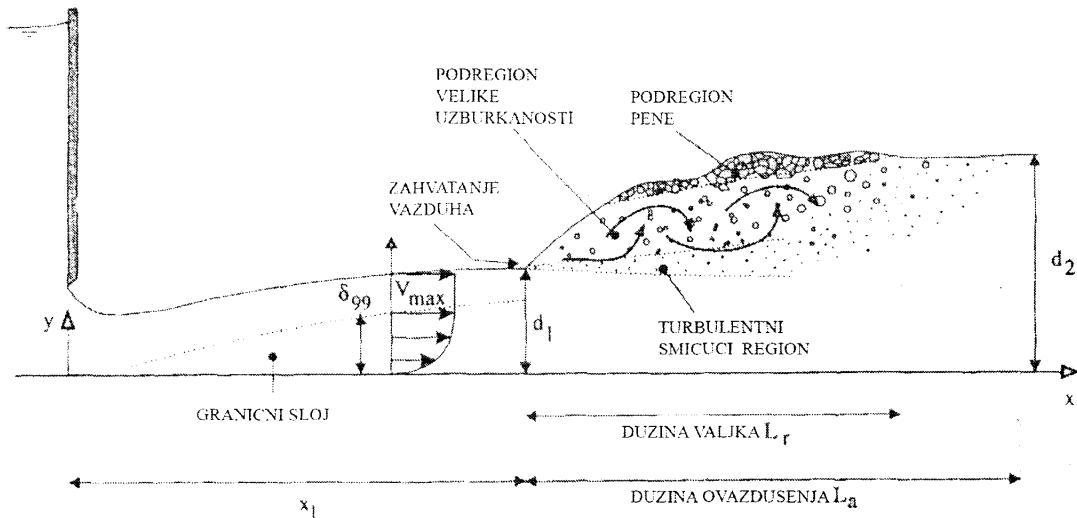 PODREGION
VELIKE
UZBURKANOSTI
PODREGION
PENE
ZAHVATANJE
VAZDUHA
δ99
Vmax
y
d1
d2
TURBULENTNI
SMICUCI REGION
x
GRANICNI SLOJ
DUZINA VALJKA Lr
x1
DUZINA OVAZDUSENJA La